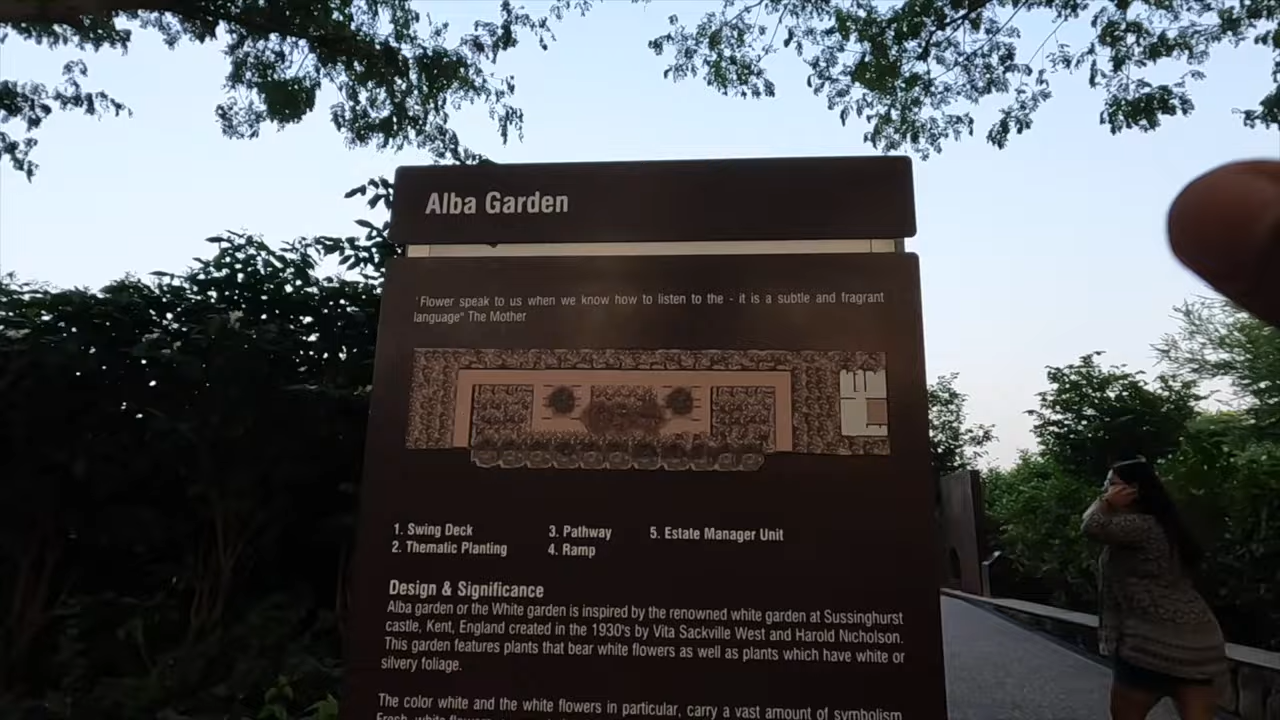 Alba Garden
'Flower speak to us when we know how to listen to the - it is a subtle and fragrant
language" The Mother
1. Swing Deck
2. Thematic Planting
3. Pathway
4. Ramp
5. Estate Manager Unit
Design & Significance
Alba garden or the White garden is inspired by the renowned white garden at Sussinghurst
castle, Kent, England created in the 1930's by Vita Sackville West and Harold Nicholson.
This garden features plants that bear white flowers as well as plants which have white or
silvery foliage.
The color white and the white flowers in particular, carry a vast amount of symbolism